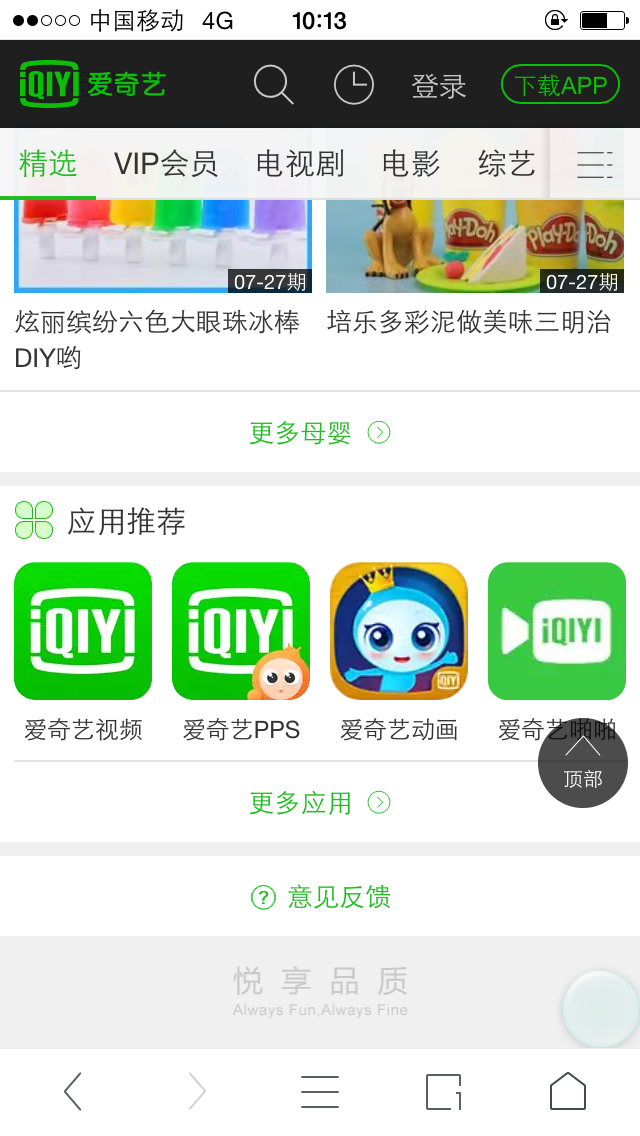 中国移动 4G 10:13
iQIYI 爱奇艺 登录 下载APP
精选 VIP会员 电视剧 电影 综艺
Play-Doh Play-Doh Doh
07-27期 07-27期
炫丽缤纷六色大眼珠冰棒 培乐多彩泥做美味三明治
DIY哟
更多母婴
应用推荐
iQIYI iQIYI iQIYI iQIYI
爱奇艺视频 爱奇艺PPS 爱奇艺动画 爱奇艺啪啪
顶部
更多应用
? 意见反馈
悦享品质
Always Fun,Always Fine
1